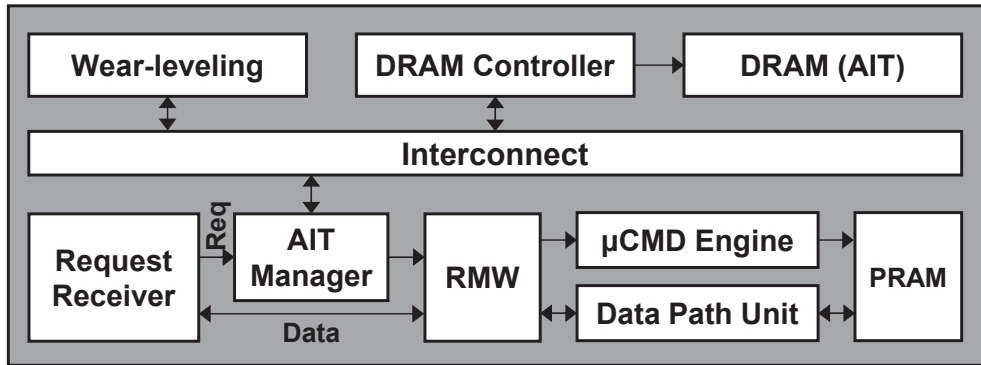 Wear-leveling
DRAM Controller
DRAM (AIT)
Interconnect
Request
Receiver
Req
AIT
Manager
Data
RMW
µCMD Engine
Data Path Unit
PRAM